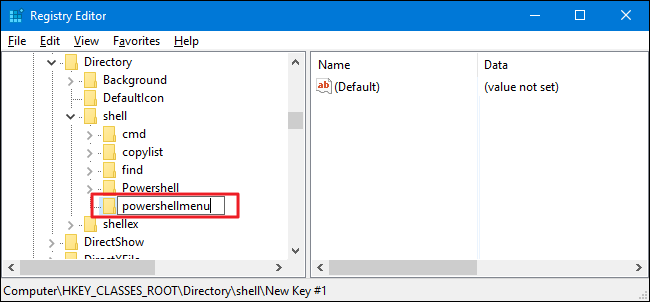 Registry Editor
File Edit View Favorites Help
Directory
Background
DefaultIcon
shell
cmd
copylist
find
Powershell
powershellmenu
shellex
DirectShow
DirectXFile
Name Data
ab (Default) (value not set)
Computer\HKEY_CLASSES_ROOT\Directory\shell\New Key #1